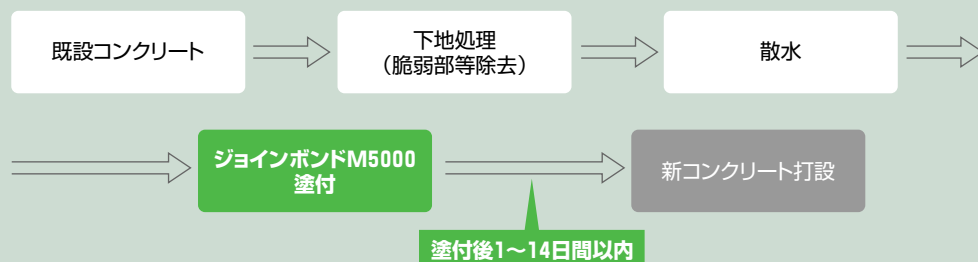 既設コンクリート
下地処理
（脆弱部等除去）
散水
ジョインボンドM5000
塗付
新コンクリート打設
塗付後1〜14日間以内